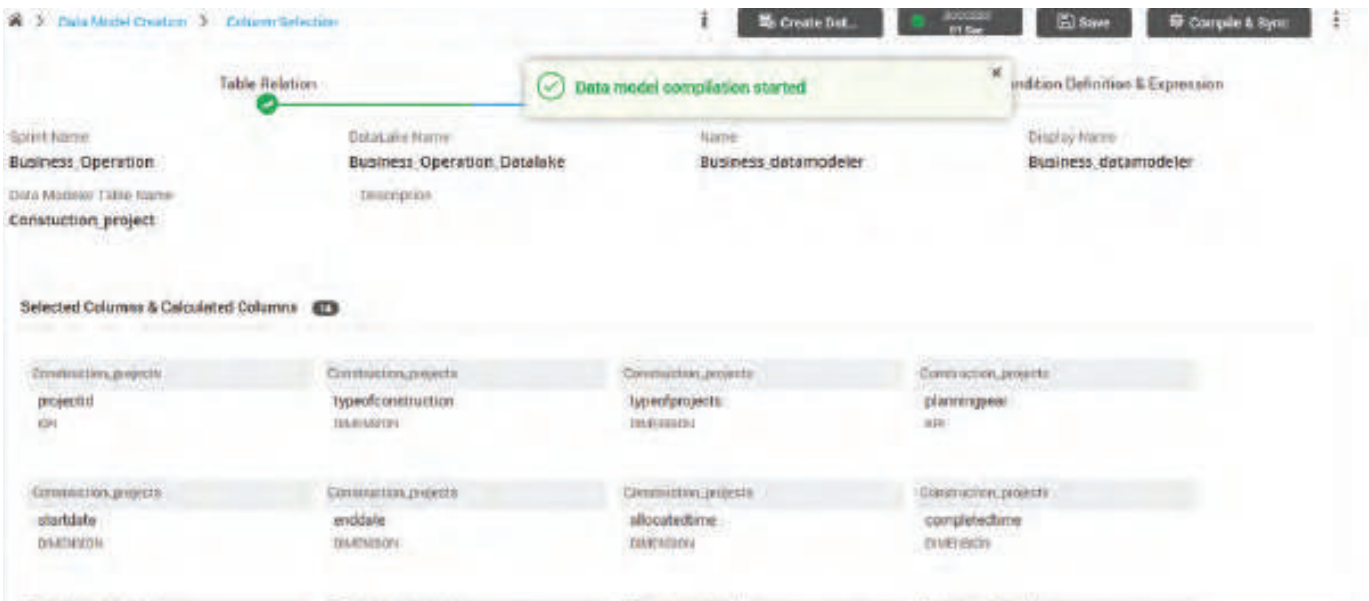 Data Model Creation > Column Selection
Create Dat...
SUCCESS
01 Sec
Save
Compile & Sync
Table Relation
Data model compilation started
ndition Definition & Expression
Sprint Name
DataLake Name
Name
Display Name
Business_Operation
Business_Operation_Datalake
Business_datamodeler
Business_datamodeler
Data Modeler Table Name
Description
Constuction_project
Selected Columns & Calculated Columns
Construction_projects
Construction_projects
Construction_projects
Construction_projects
projectid
typeofconstruction
typeofprojects
planningyear
KPI
DIMENSION
DIMENSION
KPI
Construction_projects
Construction_projects
Construction_projects
Construction_projects
startdate
enddate
allocatedtime
completedtime
DIMENSION
DIMENSION
DIMENSION
DIMENSION